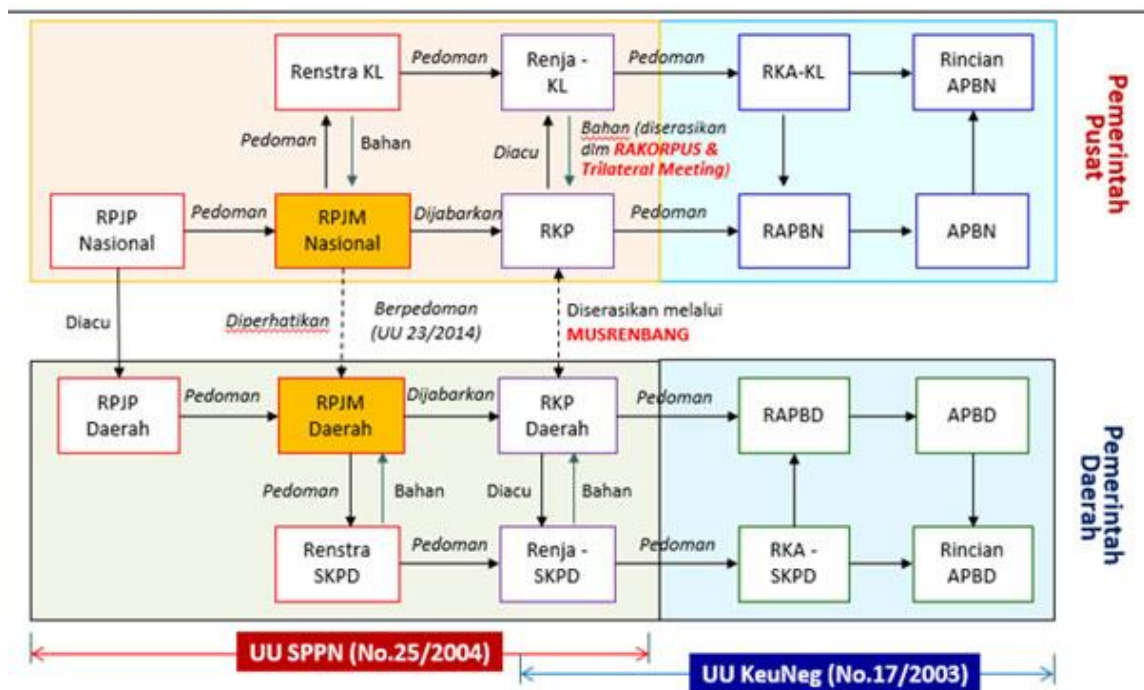 Renstra KL
Pedoman
Renja -
KL
Pedoman
RKA-KL
Rincian
APBN
Pedoman
Bahan
Diacu
Bahan (diserasikan
dlm RAKORPUS &
Trilateral Meeting)
RPJP
Nasional
Pedoman
RPJM
Nasional
Dijabarkan
RKP
Pedoman
RAPBN
APBN
Pemerintah
Pusat
Diacu
Diperhatikan
Berpedoman
(UU 23/2014)
Diserasikan melalui
MUSRENBANG
RPJP
Daerah
Pedoman
RPJM
Daerah
Dijabarkan
RKP
Daerah
Pedoman
RAPBD
APBD
Pedoman
Bahan
Diacu
Bahan
Renstra
SKPD
Pedoman
Renja -
SKPD
Pedoman
RKA -
SKPD
Rincian
APBD
Pemerintah
Daerah
UU SPPN (No.25/2004)
UU KeuNeg (No.17/2003)